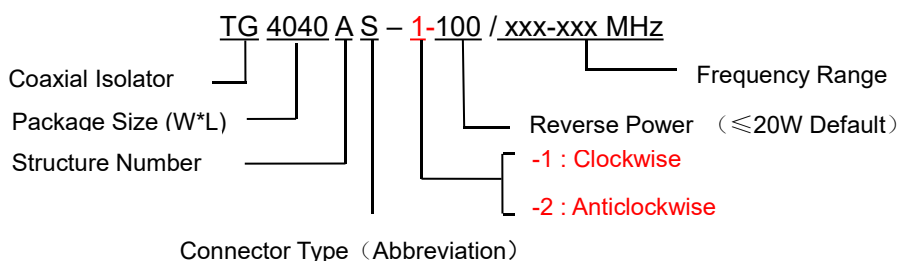 TG 4040 A S – 1-100 / xxx-xxx MHz
Coaxial Isolator
Frequency Range
Package Size (W*L)
Reverse Power （≤20W Default）
Structure Number
-1 : Clockwise
-2 : Anticlockwise
Connector Type（Abbreviation）